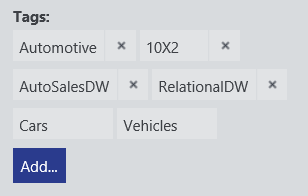 Tags:
Automotive × 10X2 ×
AutoSalesDW × RelationalDW ×
Cars Vehicles
Add...